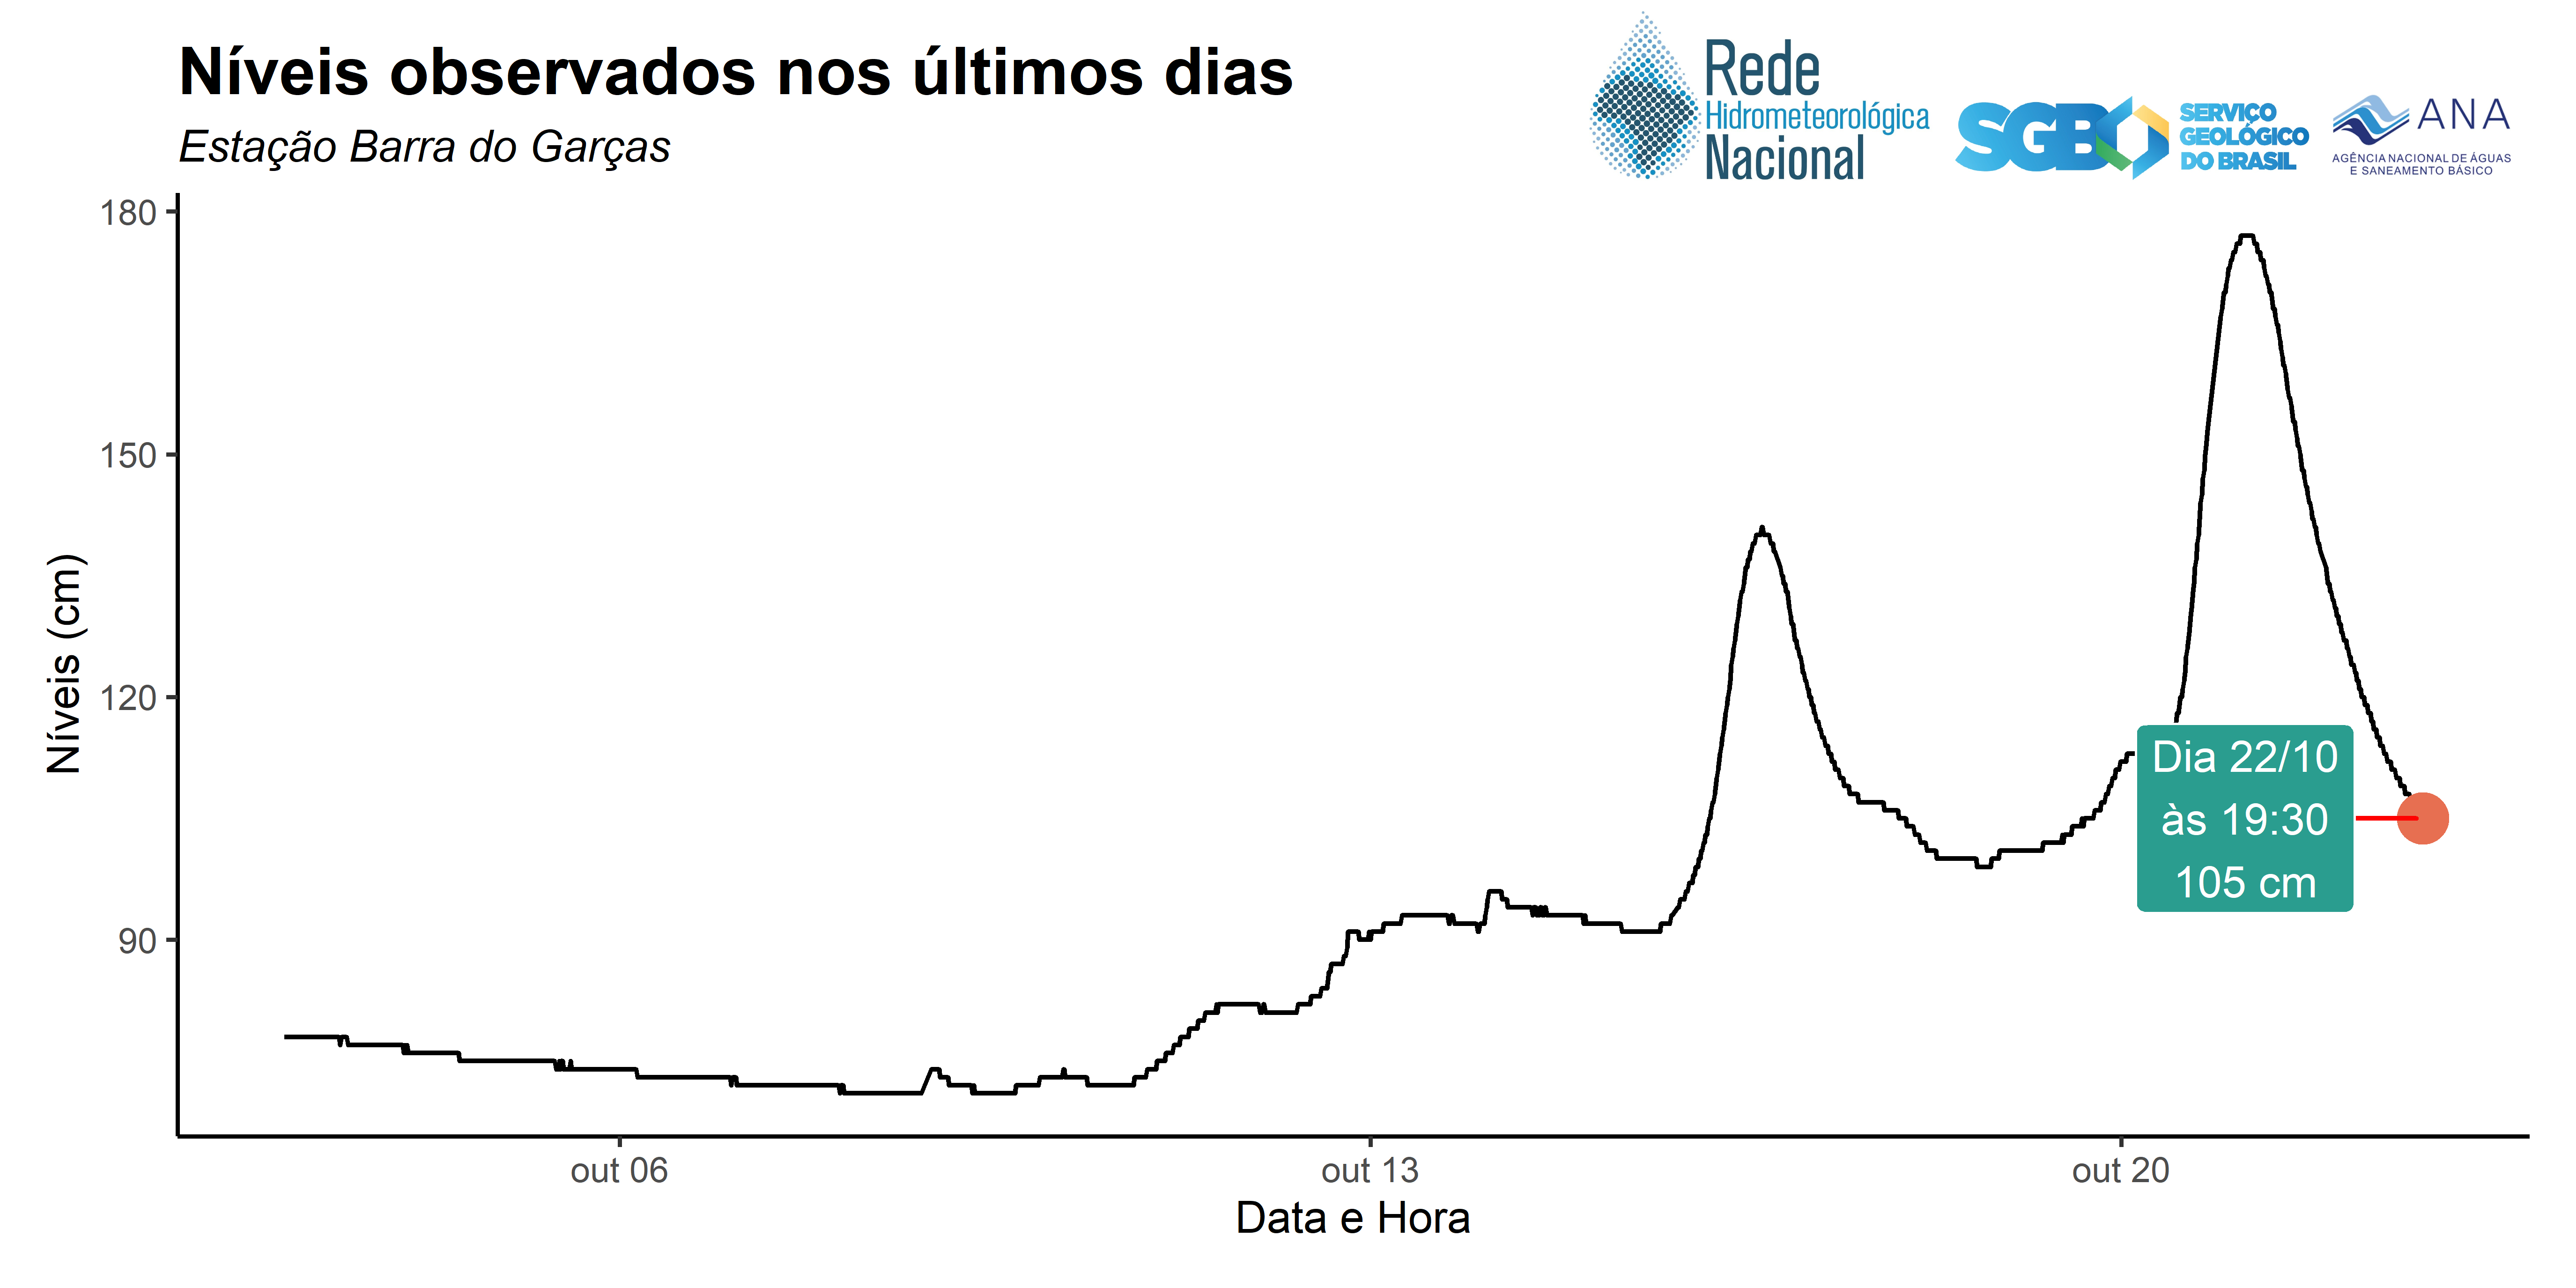 Níveis observados nos últimos dias
Estação Barra do Garças
Rede
Hidrometeorológica
Nacional
SGB
SERVIÇO
GEOLÓGICO
DO BRASIL
ANA
AGÊNCIA NACIONAL DE ÁGUAS
E SANEAMENTO BÁSICO
Níveis (cm)
180
150
120
90
Dia 22/10
às 19:30
105 cm
out 06
out 13
out 20
Data e Hora